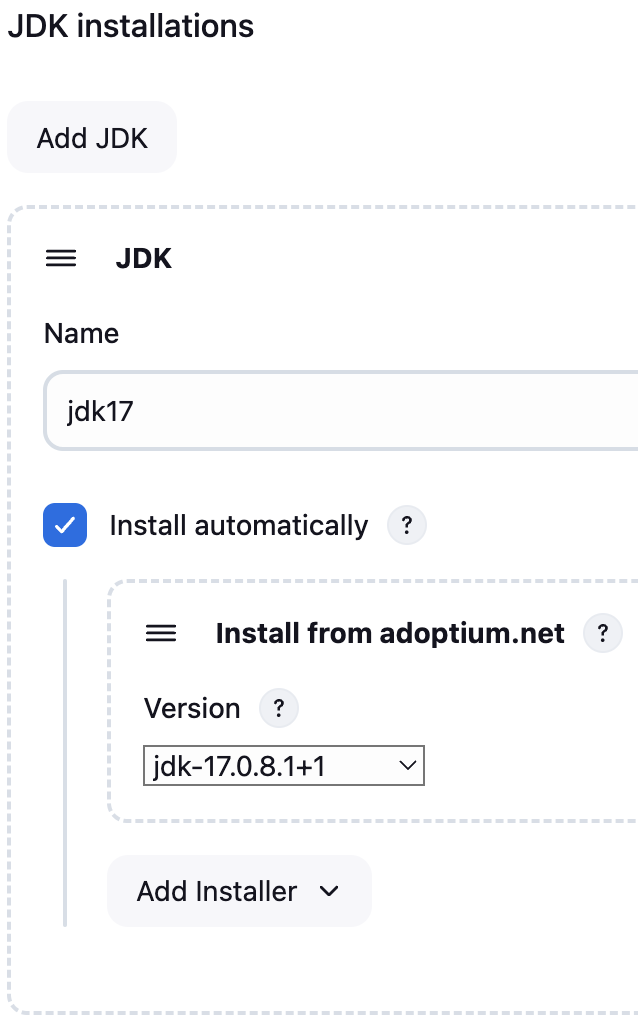 JDK installations
Add JDK
JDK
Name
jdk17
Install automatically ?
Install from adoptium.net ?
Version ?
jdk-17.0.8.1+1
Add Installer